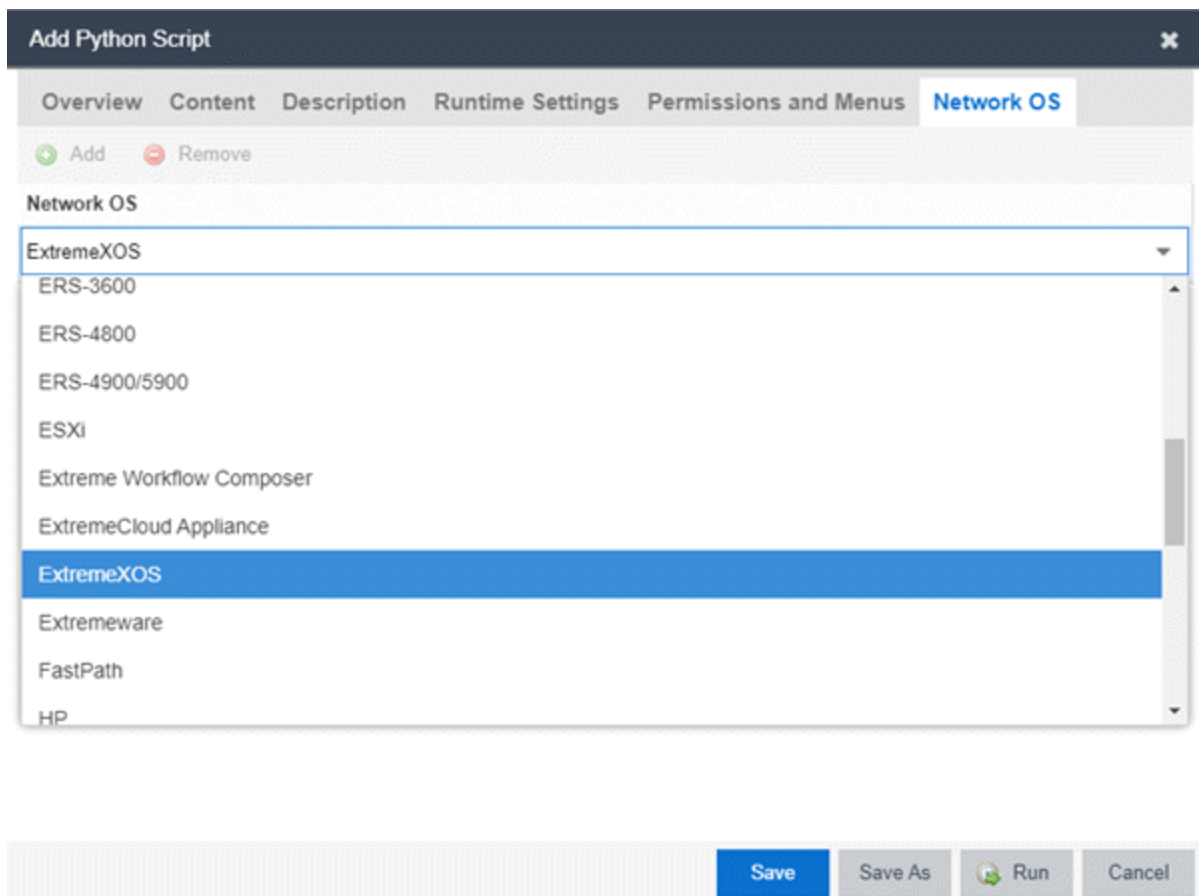 Add Python Script
Overview Content Description Runtime Settings Permissions and Menus Network OS
Add Remove
Network OS
ExtremeXOS
ERS-3600
ERS-4800
ERS-4900/5900
ESXi
Extreme Workflow Composer
ExtremeCloud Appliance
ExtremeXOS
Extremeware
FastPath
HP
Save Save As Run Cancel